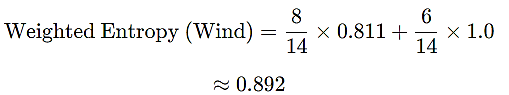 Weighted Entropy (Wind) = 8/14 × 0.811 + 6/14 × 1.0
≈ 0.892